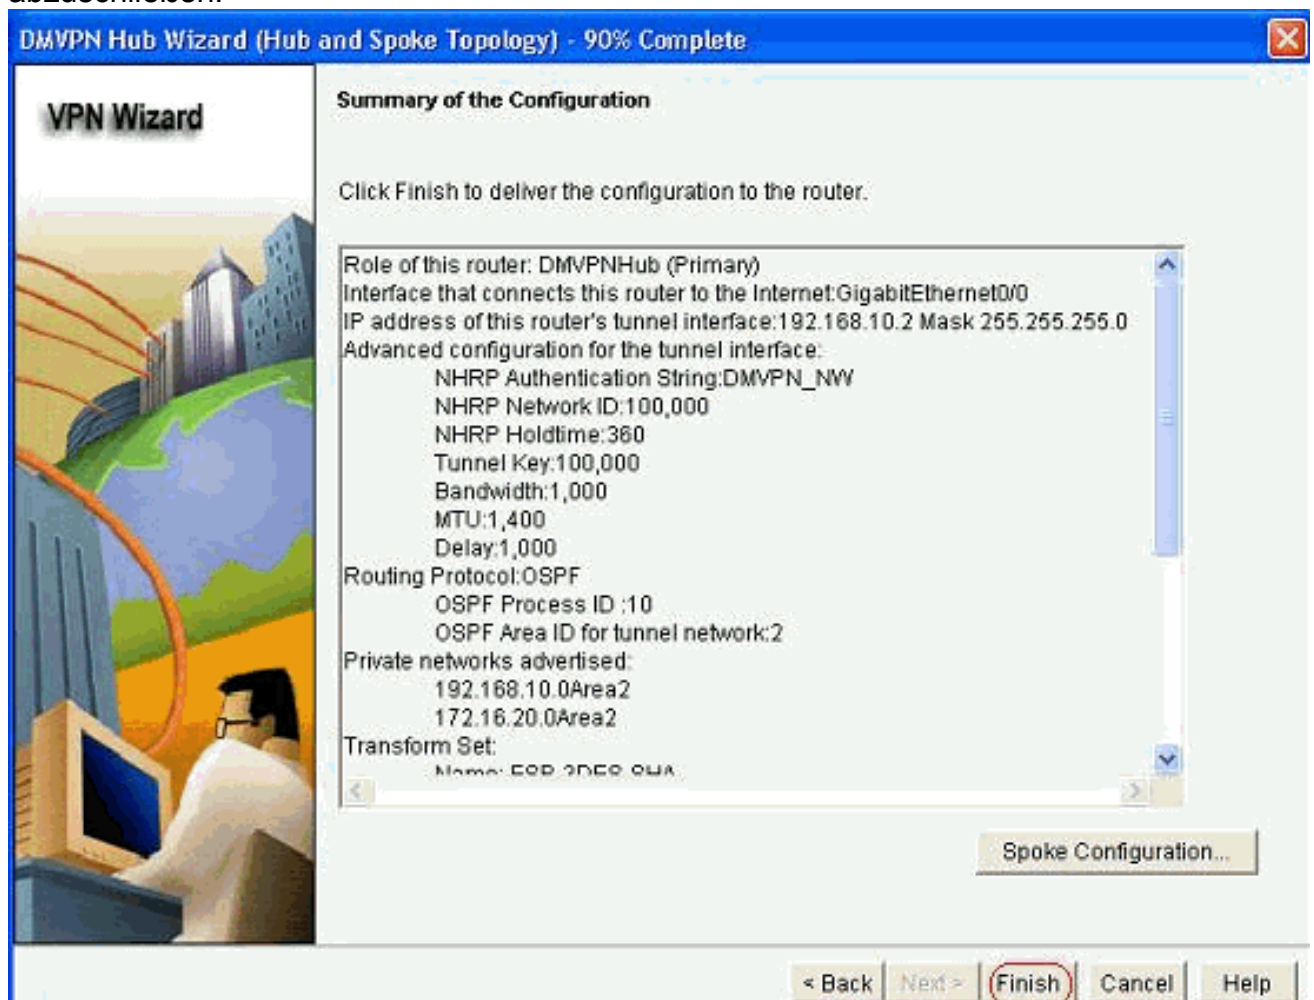 abzuschließen.
DMVPN Hub Wizard (Hub and Spoke Topology) - 90% Complete
VPN Wizard
Summary of the Configuration
Click Finish to deliver the configuration to the router.
Role of this router: DMVPNHub (Primary)
Interface that connects this router to the Internet:GigabitEthernet0/0
IP address of this router's tunnel interface:192.168.10.2 Mask 255.255.255.0
Advanced configuration for the tunnel interface:
NHRP Authentication String:DMVPN_NW
NHRP Network ID:100,000
NHRP Holdtime:360
Tunnel Key:100,000
Bandwidth:1,000
MTU:1,400
Delay:1,000
Routing Protocol:OSPF
OSPF Process ID :10
OSPF Area ID for tunnel network:2
Private networks advertised:
192.168.10.0Area2
172.16.20.0Area2
Transform Set:
Name: ESP-3DES-SHA
Spoke Configuration...
< Back Next > Finish Cancel Help